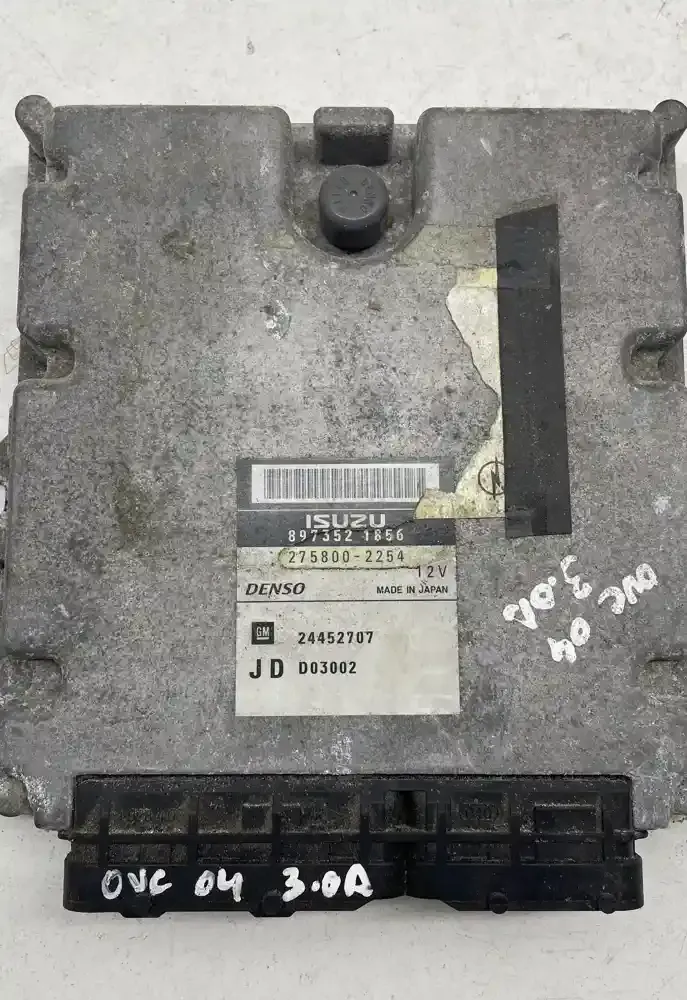 ISUZU
897352 1856
275800-2254
12V
DENSO MADE IN JAPAN
GM 24452707
JD D03002
OVC 04
3.0A
OVC 04 3.0A